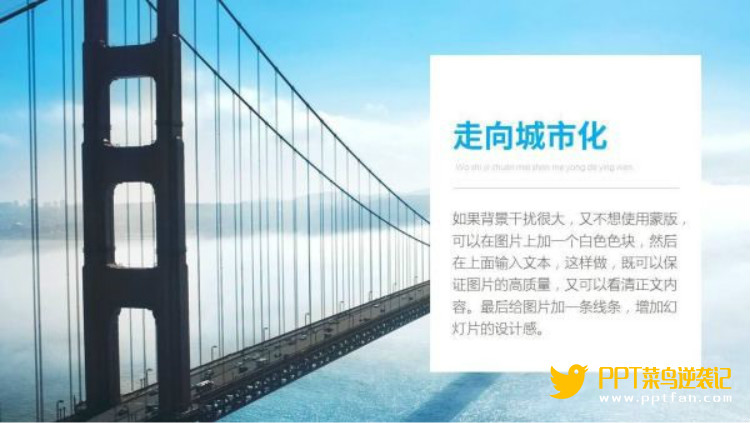 走向城市化
Wo shi yi chuan mei shen me yong de ying wen
如果背景干扰很大，又不想使用蒙版，
可以在图片上加一个白色色块，然后
在上面输入文本，这样做，既可以保
证图片的高质量，又可以看清正文内
容。最后给图片加一条线条，增加幻
灯片的设计感。
PPT菜鸟逆袭记
www.pptfan.com